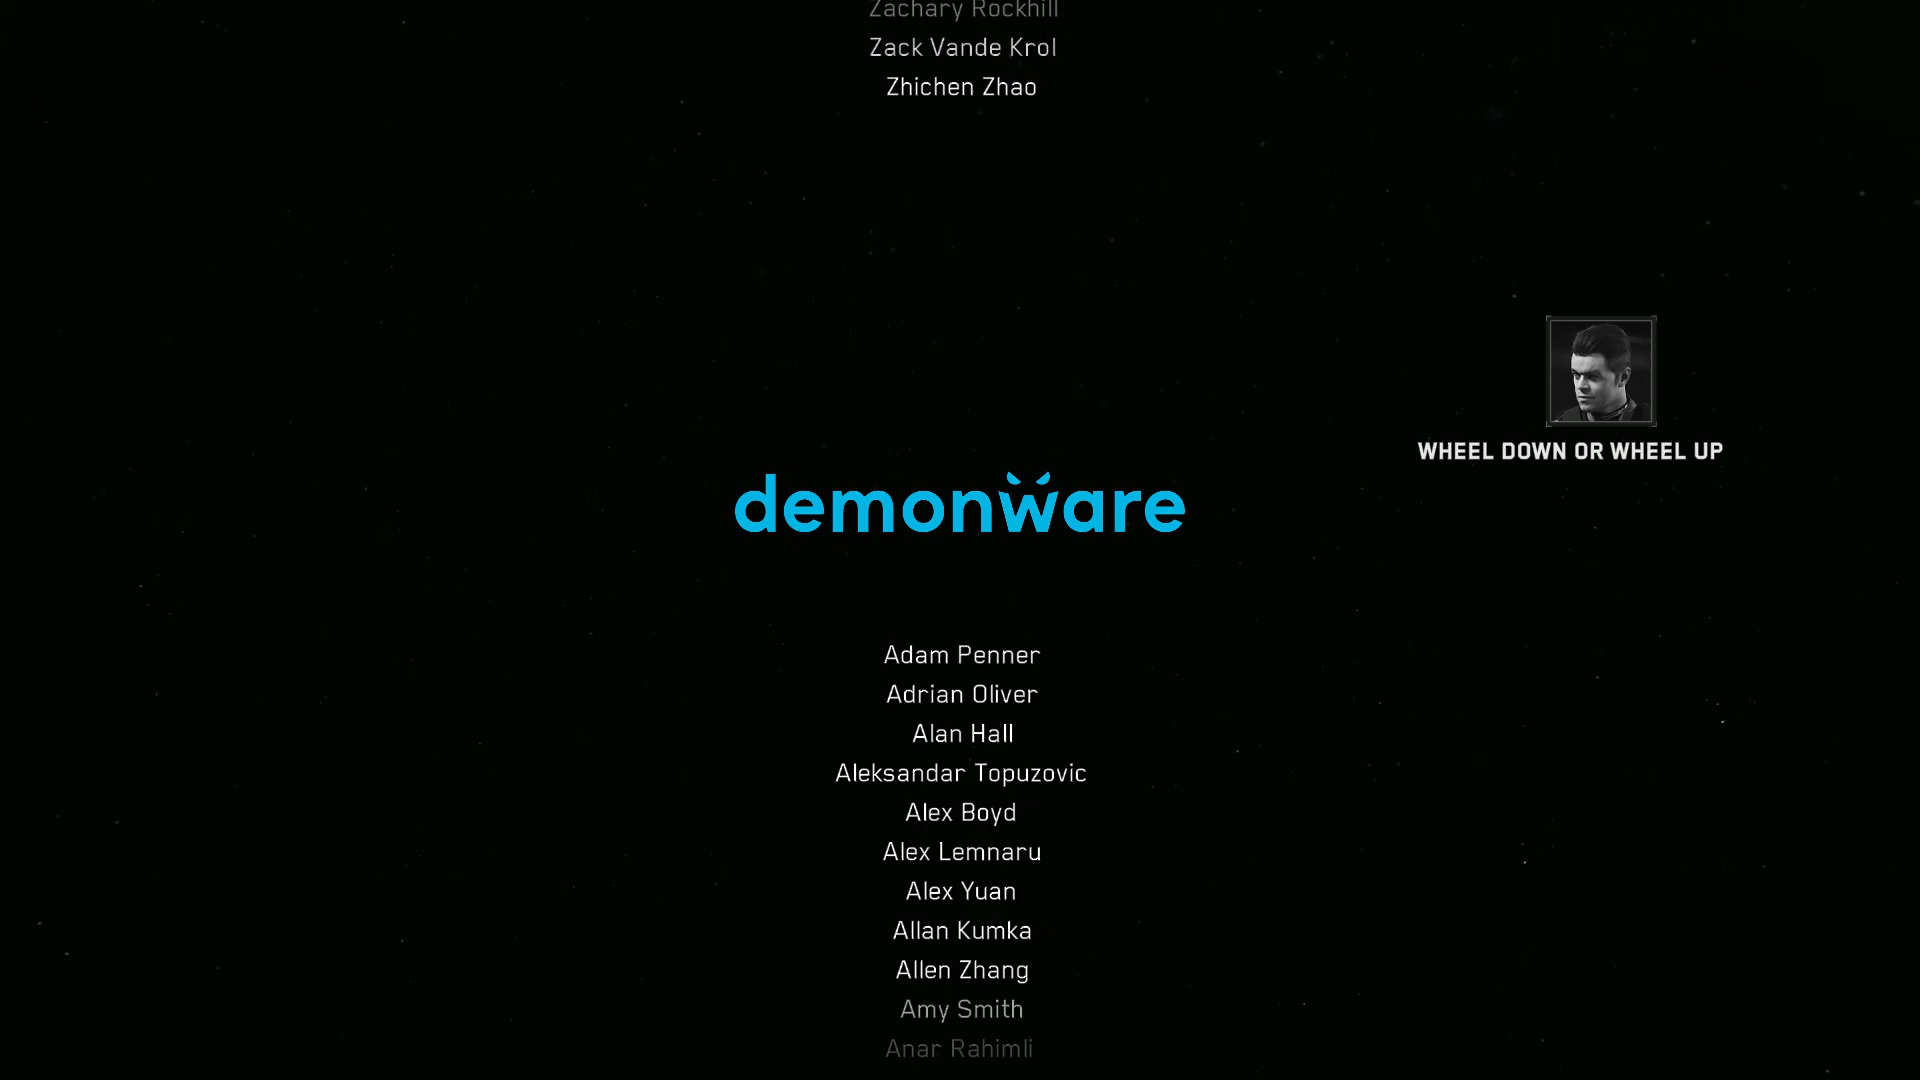 Zachary Rockhill
Zack Vande Krol
Zhichen Zhao
WHEEL DOWN OR WHEEL UP
demonware
Adam Penner
Adrian Oliver
Alan Hall
Aleksandar Topuzovic
Alex Boyd
Alex Lemnaru
Alex Yuan
Allan Kumka
Allen Zhang
Amy Smith
Anar Rahimli